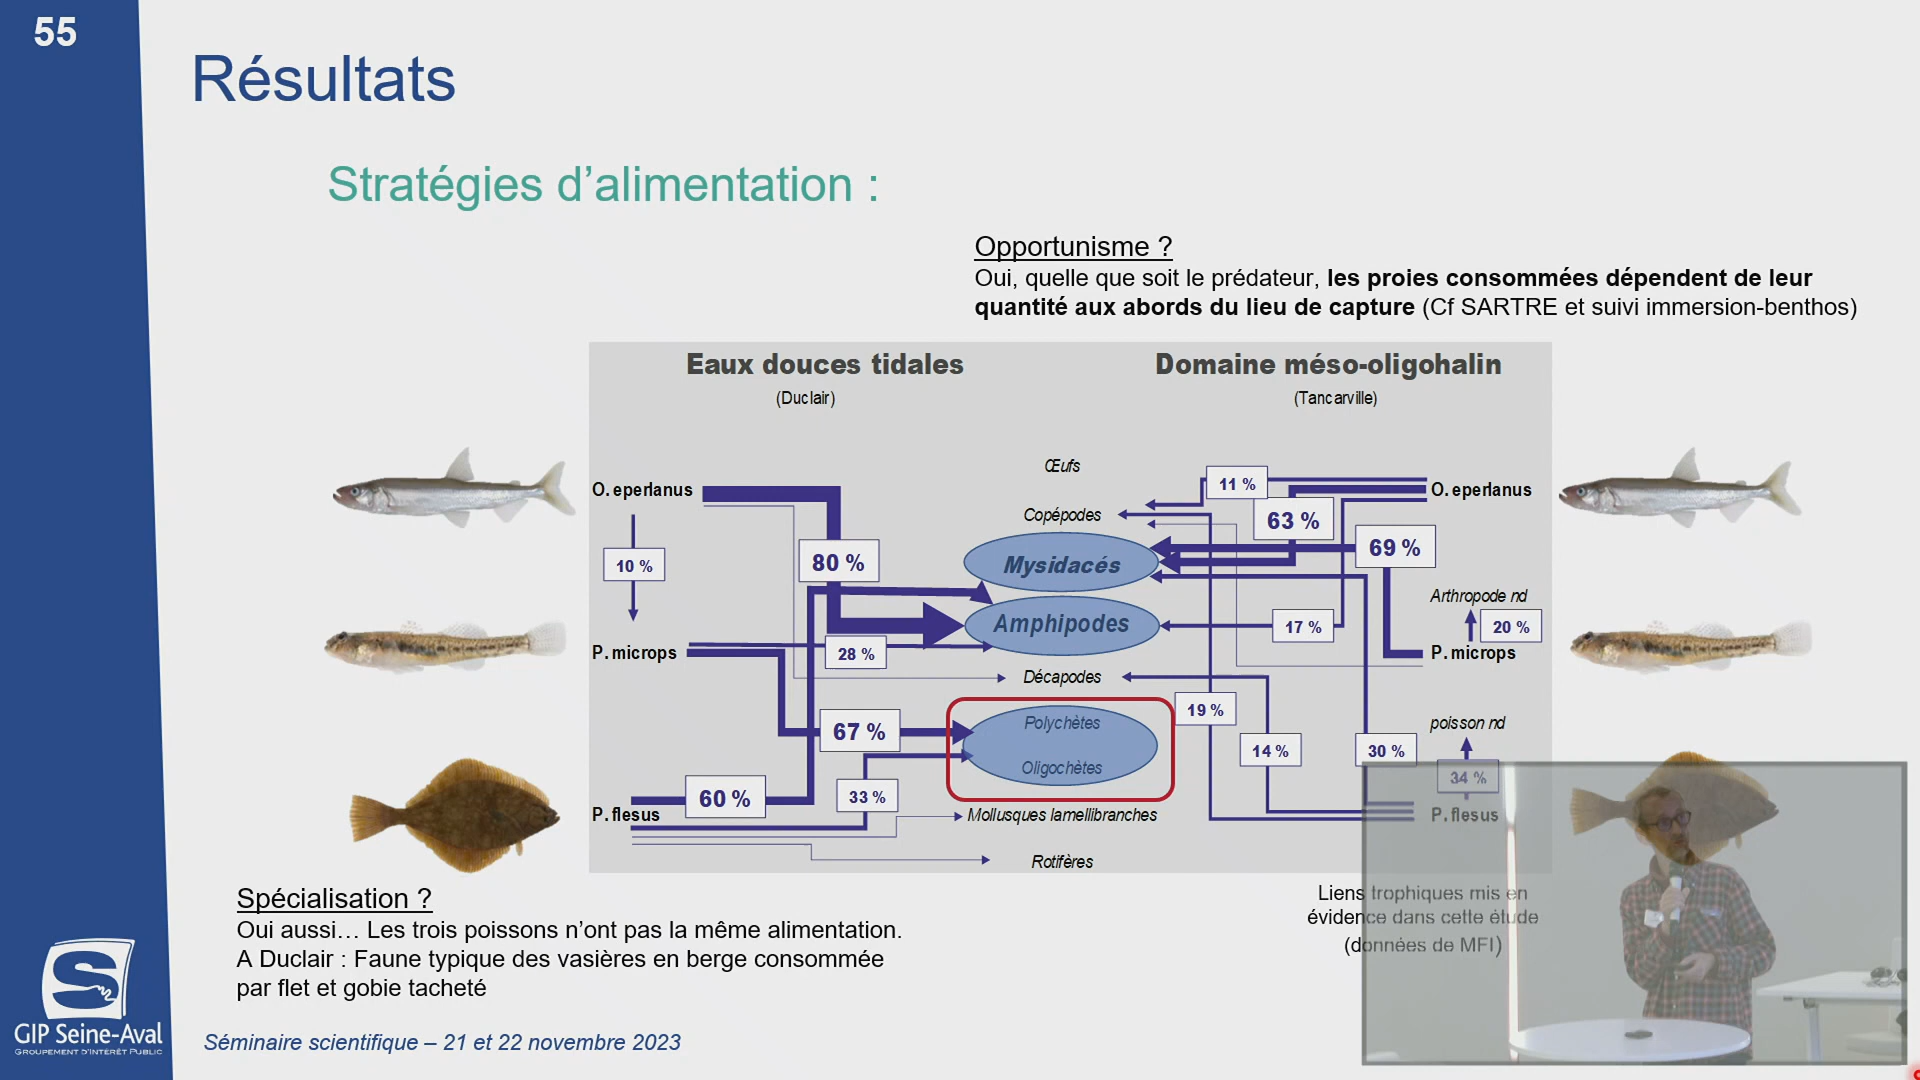 55
Résultats
Stratégies d’alimentation :
Opportunisme ?
Oui, quelle que soit le prédateur, les proies consommées dépendent de leur
quantité aux abords du lieu de capture (Cf SARTRE et suivi immersion-benthos)
Eaux douces tidales
(Duclair)
Domaine méso-oligohalin
(Tancarville)
O. eperlanus
10 %
P. microps
P. flesus
80 %
28 %
67 %
60 %
33 %
Œufs
Copépodes
Mysidacés
Amphipodes
Décapodes
Polychètes
Oligochètes
Mollusques lamellibranches
Rotifères
11 %
63 %
69 %
17 %
19 %
14 %
30 %
O. eperlanus
Arthropode nd
20 %
P. microps
poisson nd
34 %
P. flesus
Spécialisation ?
Oui aussi… Les trois poissons n’ont pas la même alimentation.
A Duclair : Faune typique des vasières en berge consommée
par flet et gobie tacheté
Liens trophiques mis en
évidence dans cette étude
(données de MFI)
S
GIP Seine-Aval
GROUPEMENT D'INTÉRÊT PUBLIC
Séminaire scientifique – 21 et 22 novembre 2023